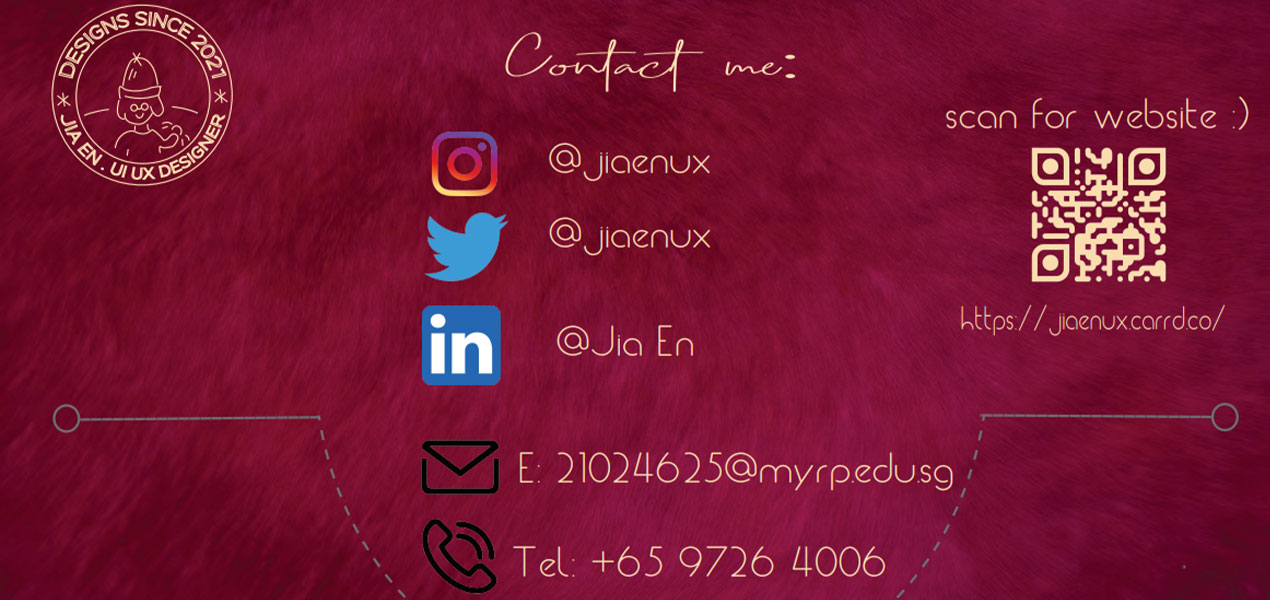 DESIGNS SINCE 2021
JIA EN . UI UX DESIGNER
Contact me:
scan for website :)
@jiaenux
@jiaenux
https://jiaenux.carrd.co/
in
@Jia En
E: 21024625@myrp.edu.sg
Tel: +65 9726 4006